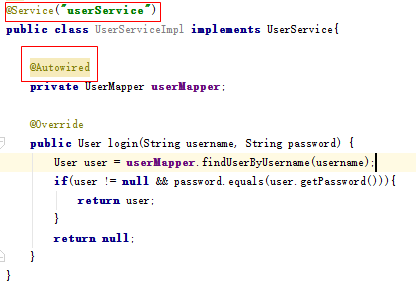 @Service("userService")
public class UserServiceImpl implements UserService{
@Autowired
private UserMapper userMapper;
@Override
public User login(String username, String password) {
User user = userMapper.findUserByUsername(username);
if(user != null && password.equals(user.getPassword())){
return user;
}
return null;
}
}